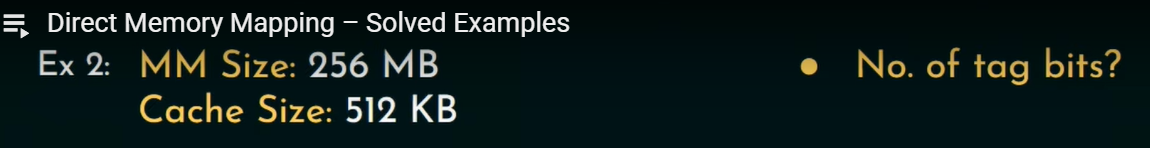 Direct Memory Mapping – Solved Examples
Ex 2: MM Size: 256 MB
Cache Size: 512 KB
• No. of tag bits?